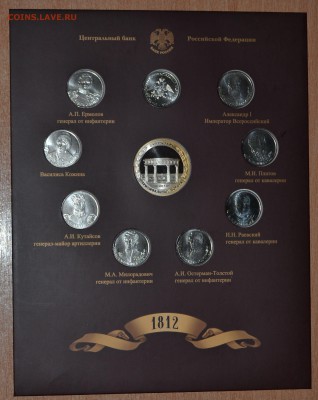 COINS.LAVE.RU
Центральный банк Российской Федерации
А.П. Ермолов
генерал от инфантерии
Александр I
Император Всероссийский
Василиса Кожина
М.И. Платов
генерал от кавалерии
А.И. Кутайсов
генерал-майор артиллерии
Н.Н. Раевский
генерал от кавалерии
М.А. Милорадович
генерал от инфантерии
А.И. Остерман-Толстой
генерал от инфантерии
1812